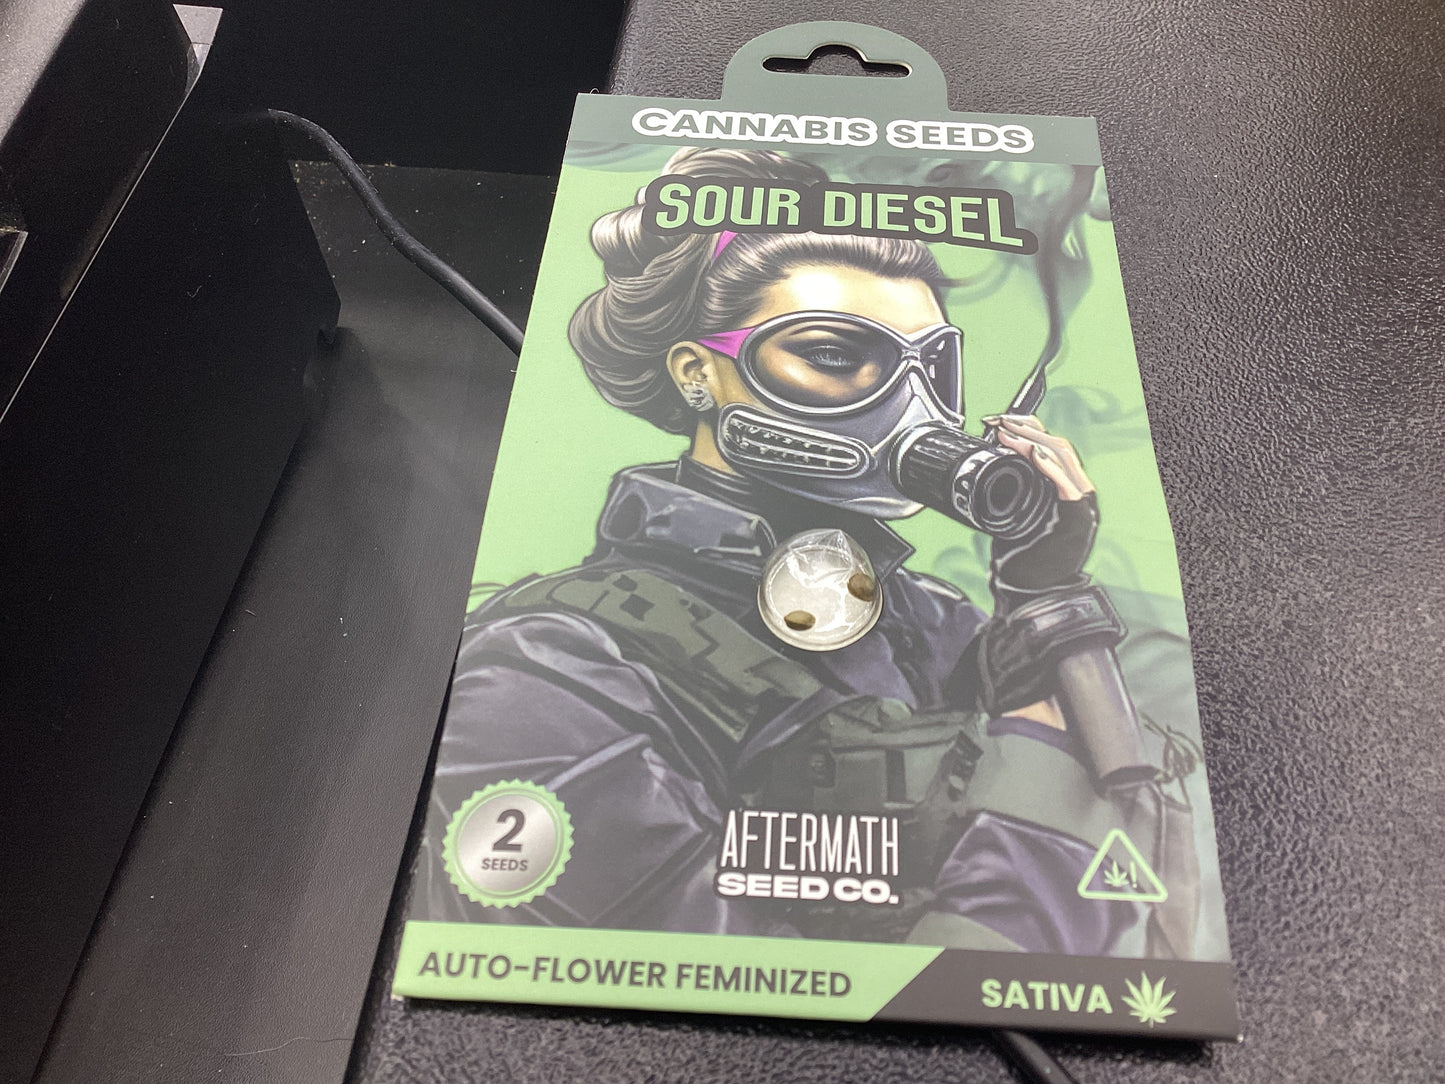 CANNABIS SEEDS
SOUR DIESEL
2
SEEDS
AFTERMATH
SEED CO.
!
AUTO-FLOWER FEMINIZED
SATIVA